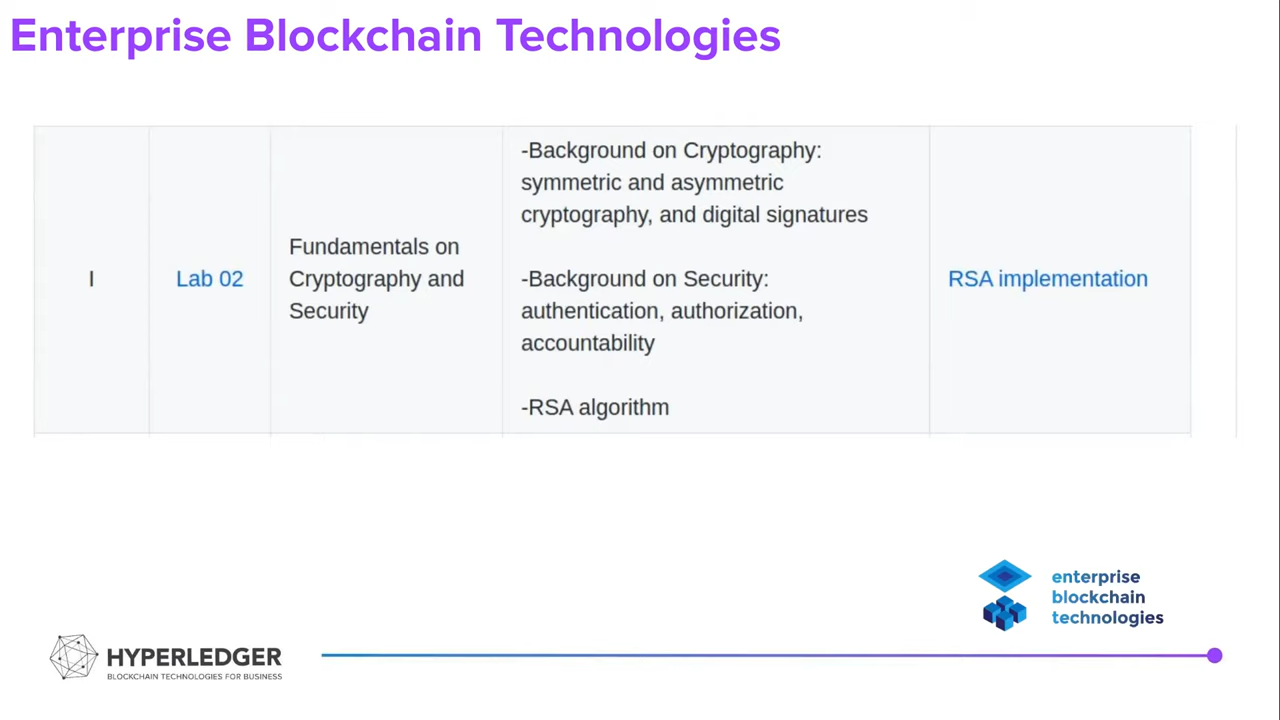 Enterprise Blockchain Technologies
I
Lab 02
Fundamentals on
Cryptography and
Security
-Background on Cryptography:
symmetric and asymmetric
cryptography, and digital signatures
-Background on Security:
authentication, authorization,
accountability
-RSA algorithm
RSA implementation
enterprise
blockchain
technologies
HYPERLEDGER
BLOCKCHAIN TECHNOLOGIES FOR BUSINESS